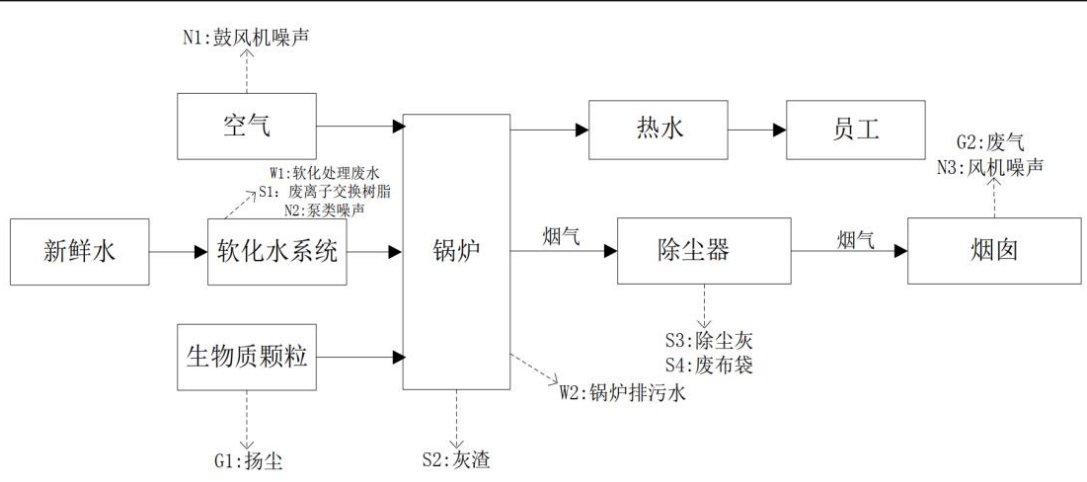 N1:鼓风机噪声
空气
热水
员工
G2:废气
N3:风机噪声
W1:软化处理废水
S1：废离子交换树脂
N2:泵类噪声
新鲜水
软化水系统
锅炉
烟气
除尘器
烟气
烟囱
生物质颗粒
S3:除尘灰
S4:废布袋
W2:锅炉排污水
G1:扬尘
S2:灰渣